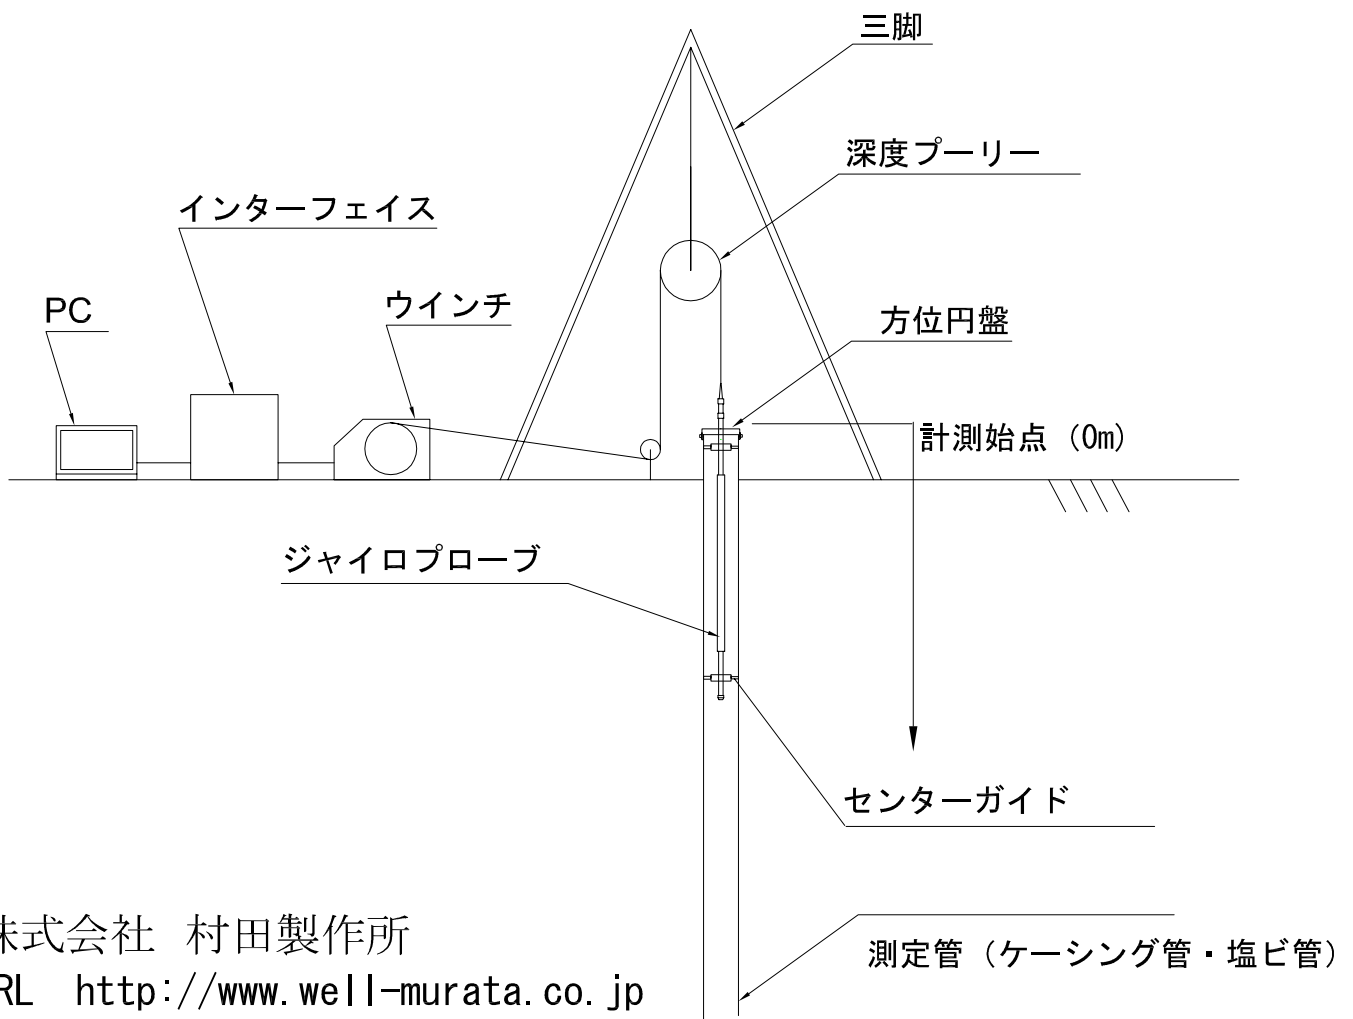 三脚
深度プーリー
インターフェイス
PC
ウインチ
方位円盤
計測始点（0m）
ジャイロプローブ
センターガイド
株式会社 村田製作所
測定管（ケーシング管・塩ビ管）
RL http://www.well-murata.co.jp